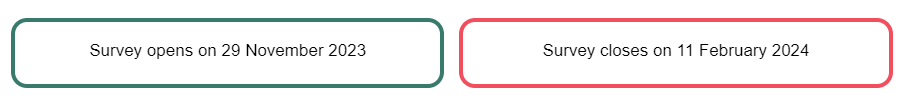 Survey opens on 29 November 2023
Survey closes on 11 February 2024